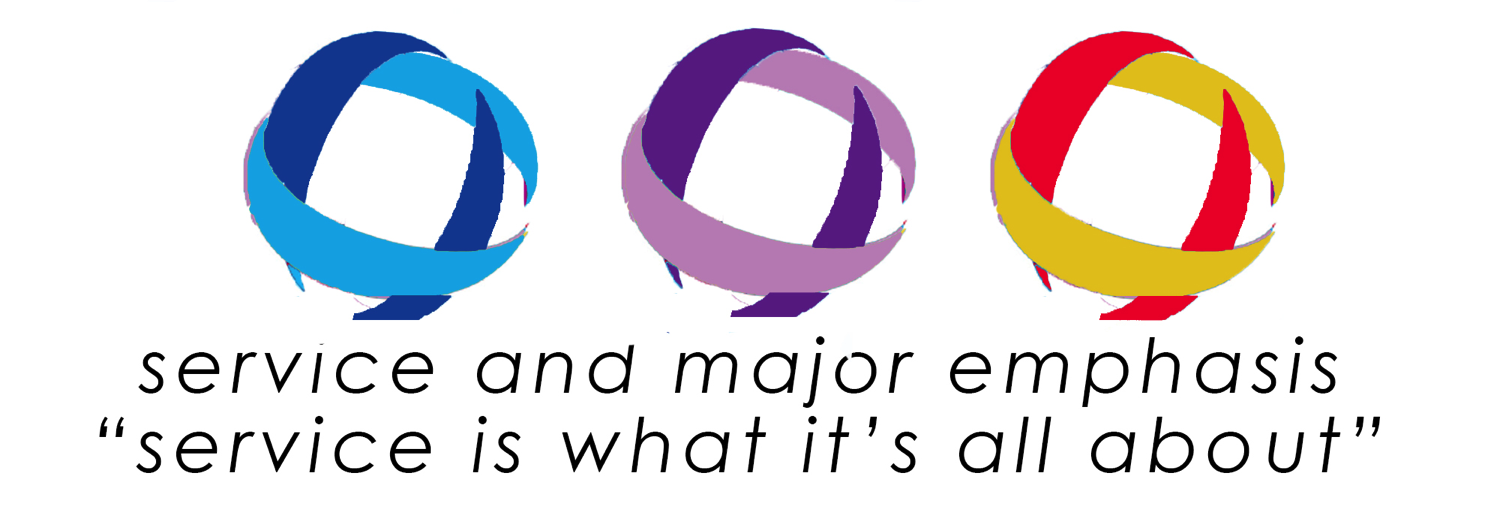 service and major emphasis
“service is what it’s all about”